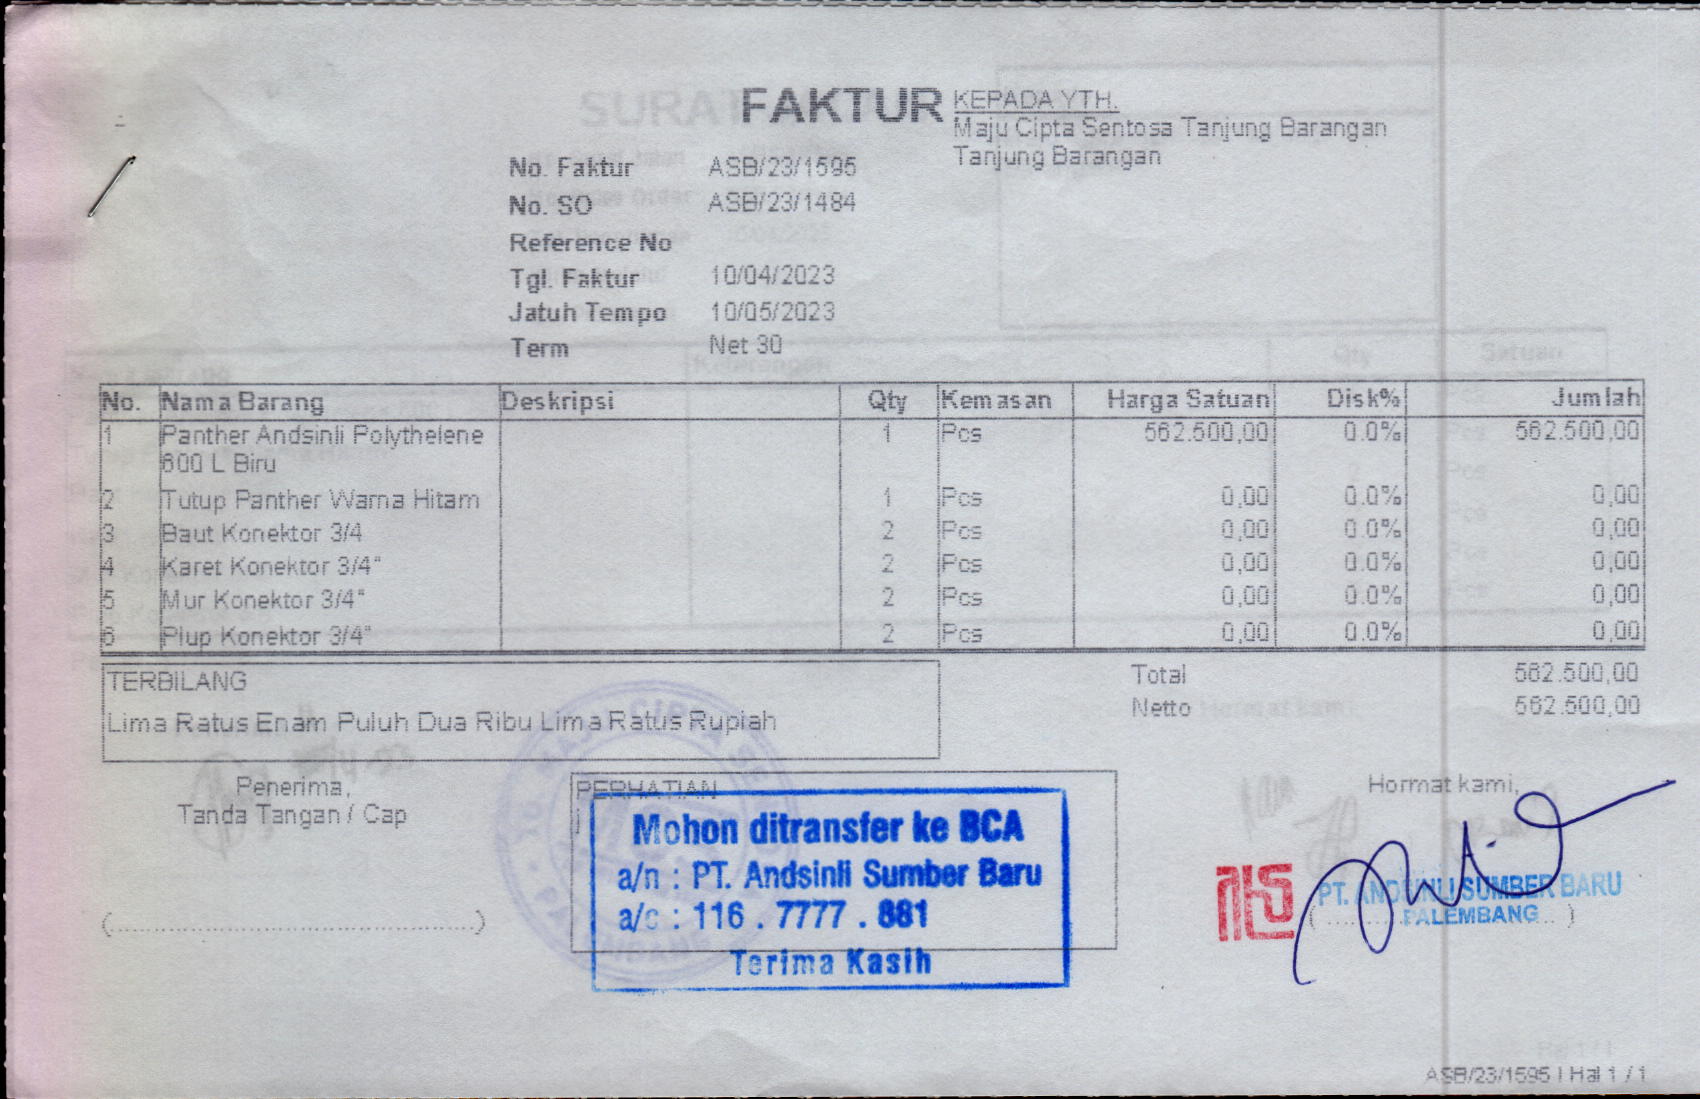 FAKTUR
KEPADA YTH.
Maju Cipta Sentosa Tanjung Barangan
Tanjung Barangan
No. Faktur ASB/23/1595
No. SO ASB/23/1484
Reference No
Tgl. Faktur 10/04/2023
Jatuh Tempo 10/05/2023
Term Net 30
No. Nama Barang Deskripsi Qty Kemasan Harga Satuan Disk% Jumlah
1 Panther Andsinli Polythelene 1 Pcs 562.500,00 0.0% 562.500,00
600 L Biru
2 Tutup Panther Warna Hitam 1 Pcs 0,00 0.0% 0,00
3 Baut Konektor 3/4 2 Pcs 0,00 0.0% 0,00
4 Karet Konektor 3/4" 2 Pcs 0,00 0.0% 0,00
5 Mur Konektor 3/4" 2 Pcs 0,00 0.0% 0,00
6 Plup Konektor 3/4" 2 Pcs 0,00 0.0% 0,00
TERBILANG
Lima Ratus Enam Puluh Dua Ribu Lima Ratus Rupiah
Total 562.500,00
Netto 562.500,00
Penerima,
Tanda Tangan / Cap
(.....................................................)
PERHATIAN
Mohon ditransfer ke BCA
a/n : PT. Andsinli Sumber Baru
a/c : 116 . 7777 . 881
Terima Kasih
Hormat kami,
PT. ANDSINLI SUMBER BARU
PALEMBANG
ASB/23/1595 | Hal 1 / 1